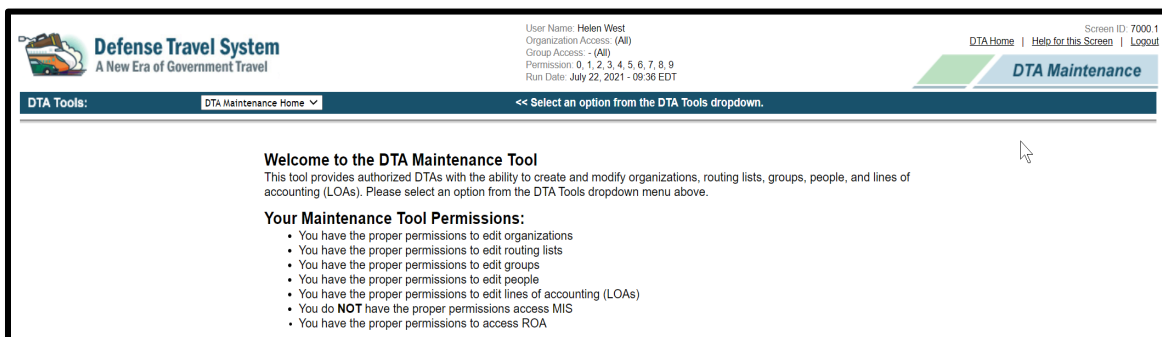 Defense Travel System
A New Era of Government Travel
User Name: Helen West
Organization Access: (All)
Group Access: - (All)
Permission: 0, 1, 2, 3, 4, 5, 6, 7, 8, 9
Run Date: July 22, 2021 - 09:36 EDT
Screen ID: 7000.1
DTA Home | Help for this Screen | Logout
DTA Maintenance
DTA Tools: DTA Maintenance Home << Select an option from the DTA Tools dropdown.
Welcome to the DTA Maintenance Tool
This tool provides authorized DTAs with the ability to create and modify organizations, routing lists, groups, people, and lines of
accounting (LOAs). Please select an option from the DTA Tools dropdown menu above.
Your Maintenance Tool Permissions:
• You have the proper permissions to edit organizations
• You have the proper permissions to edit routing lists
• You have the proper permissions to edit groups
• You have the proper permissions to edit people
• You have the proper permissions to edit lines of accounting (LOAs)
• You do NOT have the proper permissions access MIS
• You have the proper permissions to access ROA